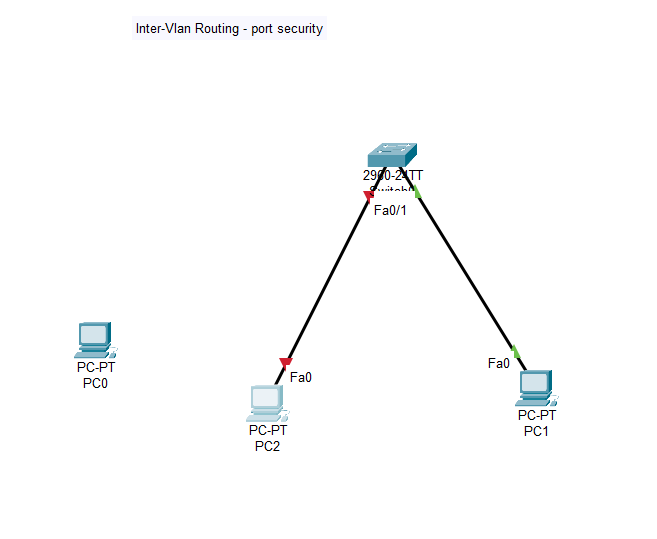 Inter-Vlan Routing - port security
2960-24TT
Switch0
Fa0/1
Fa0
Fa0
PC-PT
PC0
PC-PT
PC2
PC-PT
PC1